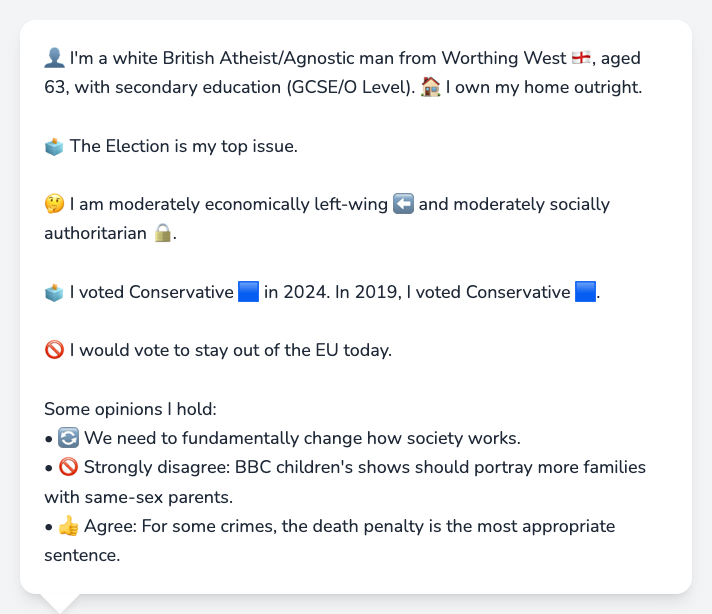 👤 I'm a white British Atheist/Agnostic man from Worthing West 🏴󠁧󠁢󠁥󠁮󠁧󠁿, aged
63, with secondary education (GCSE/O Level). 🏠 I own my home outright.
🗳️ The Election is my top issue.
🤔 I am moderately economically left-wing ⬅️ and moderately socially
authoritarian 🔒.
🗳️ I voted Conservative 🟦 in 2024. In 2019, I voted Conservative 🟦.
🚫 I would vote to stay out of the EU today.
Some opinions I hold:
• 🔄 We need to fundamentally change how society works.
• 🚫 Strongly disagree: BBC children's shows should portray more families
with same-sex parents.
• 👍 Agree: For some crimes, the death penalty is the most appropriate
sentence.